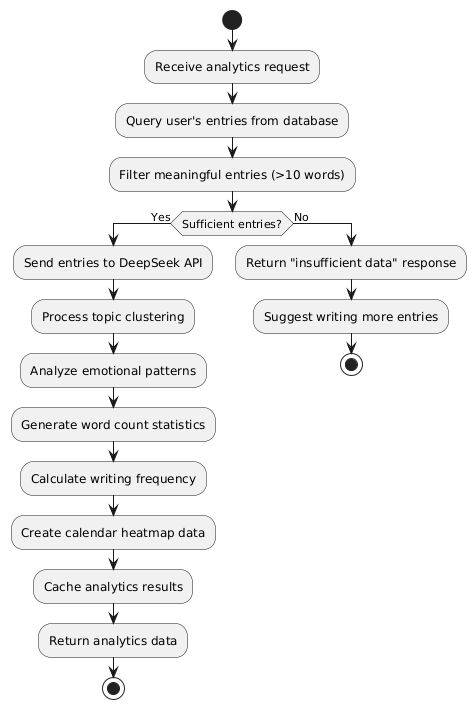 Receive analytics request
Query user's entries from database
Filter meaningful entries (>10 words)
Yes
Sufficient entries?
No
Send entries to DeepSeek API
Return "insufficient data" response
Process topic clustering
Suggest writing more entries
Analyze emotional patterns
Generate word count statistics
Calculate writing frequency
Create calendar heatmap data
Cache analytics results
Return analytics data